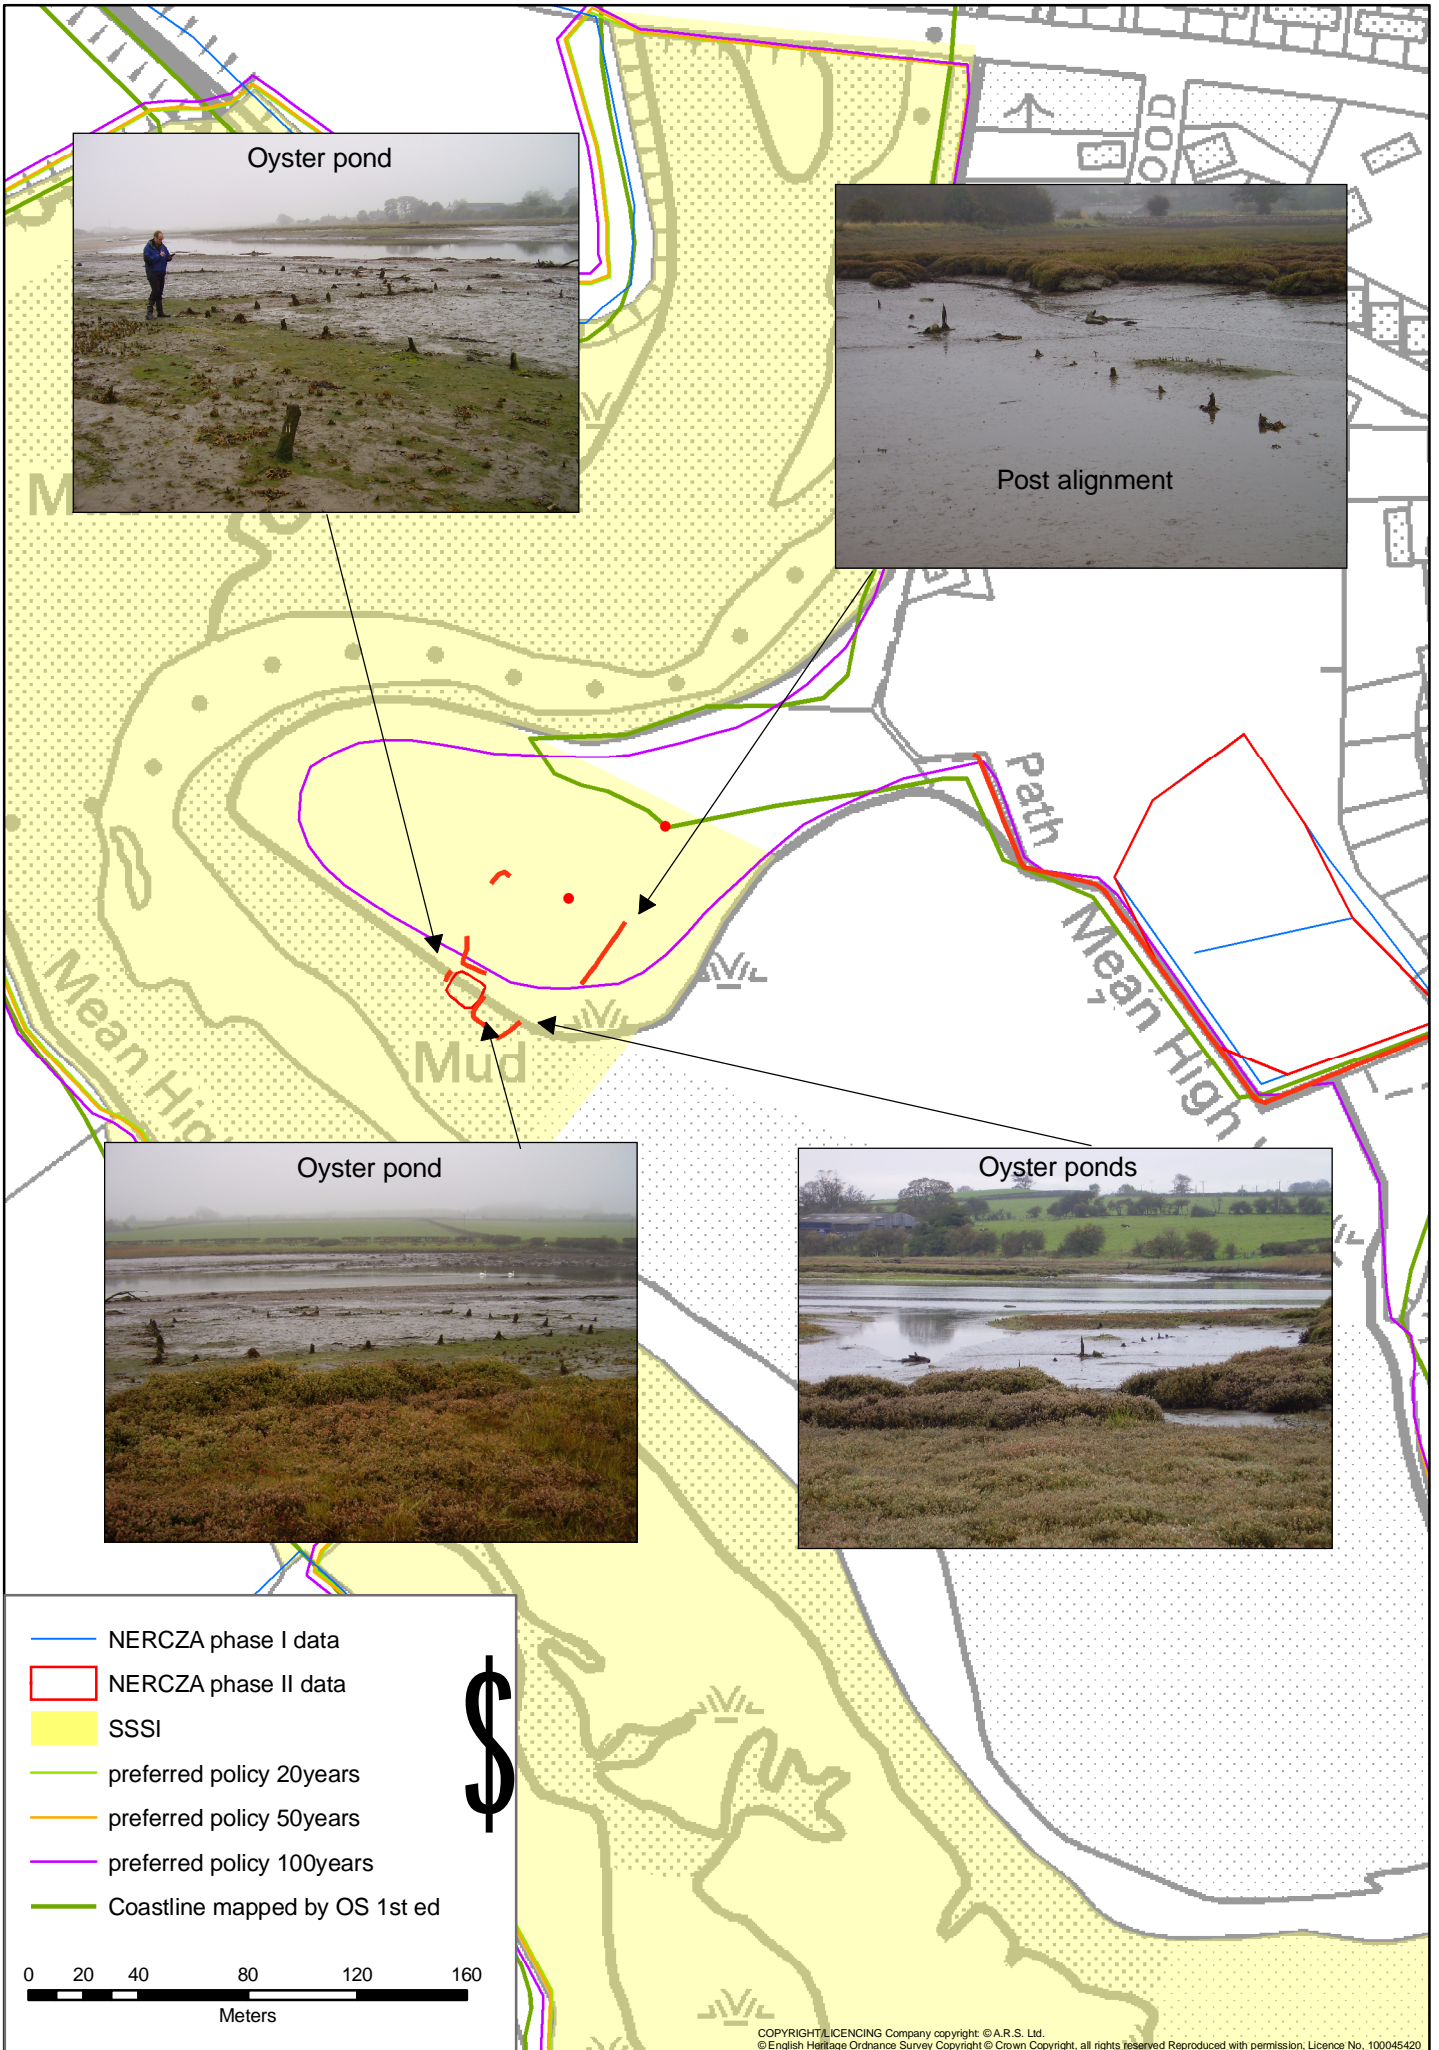 Oyster pond
Post alignment
M
Path
Mean High
7
Mean High
Mud
Oyster pond
Oyster ponds
NERCZA phase I data
NERCZA phase II data
SSSI
preferred policy 20years
preferred policy 50years
preferred policy 100years
Coastline mapped by OS 1st ed
$
0 20 40 80 120 160
Meters
COPYRIGHT/LICENCING Company copyright: © A.R.S. Ltd.
© English Heritage Ordnance Survey Copyright © Crown Copyright, all rights reserved Reproduced with permission, Licence No. 100045420